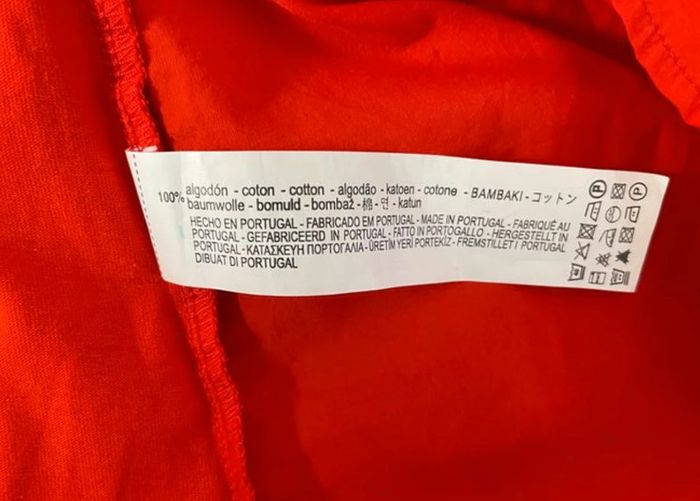 100% algodón - coton - cotton - algodão - katoen - cotone - BAMBAKI - コットン
baumwolle - bomuld - bombaž - 棉 - 면 - katun
HECHO EN PORTUGAL - FABRICADO EM PORTUGAL - MADE IN PORTUGAL - FABRIQUÉ AU
PORTUGAL - GEFABRICEERD IN PORTUGAL - FATTO IN PORTOGALLO - HERGESTELLT IN
PORTUGAL - ΚΑΤΑΣΚΕΥΗ ΠΟΡΤΟΓΑΛΙΑ - ÜRETİM YERİ PORTEKİZ - FREMSTILLET I PORTUGAL
DIBUAT DI PORTUGAL